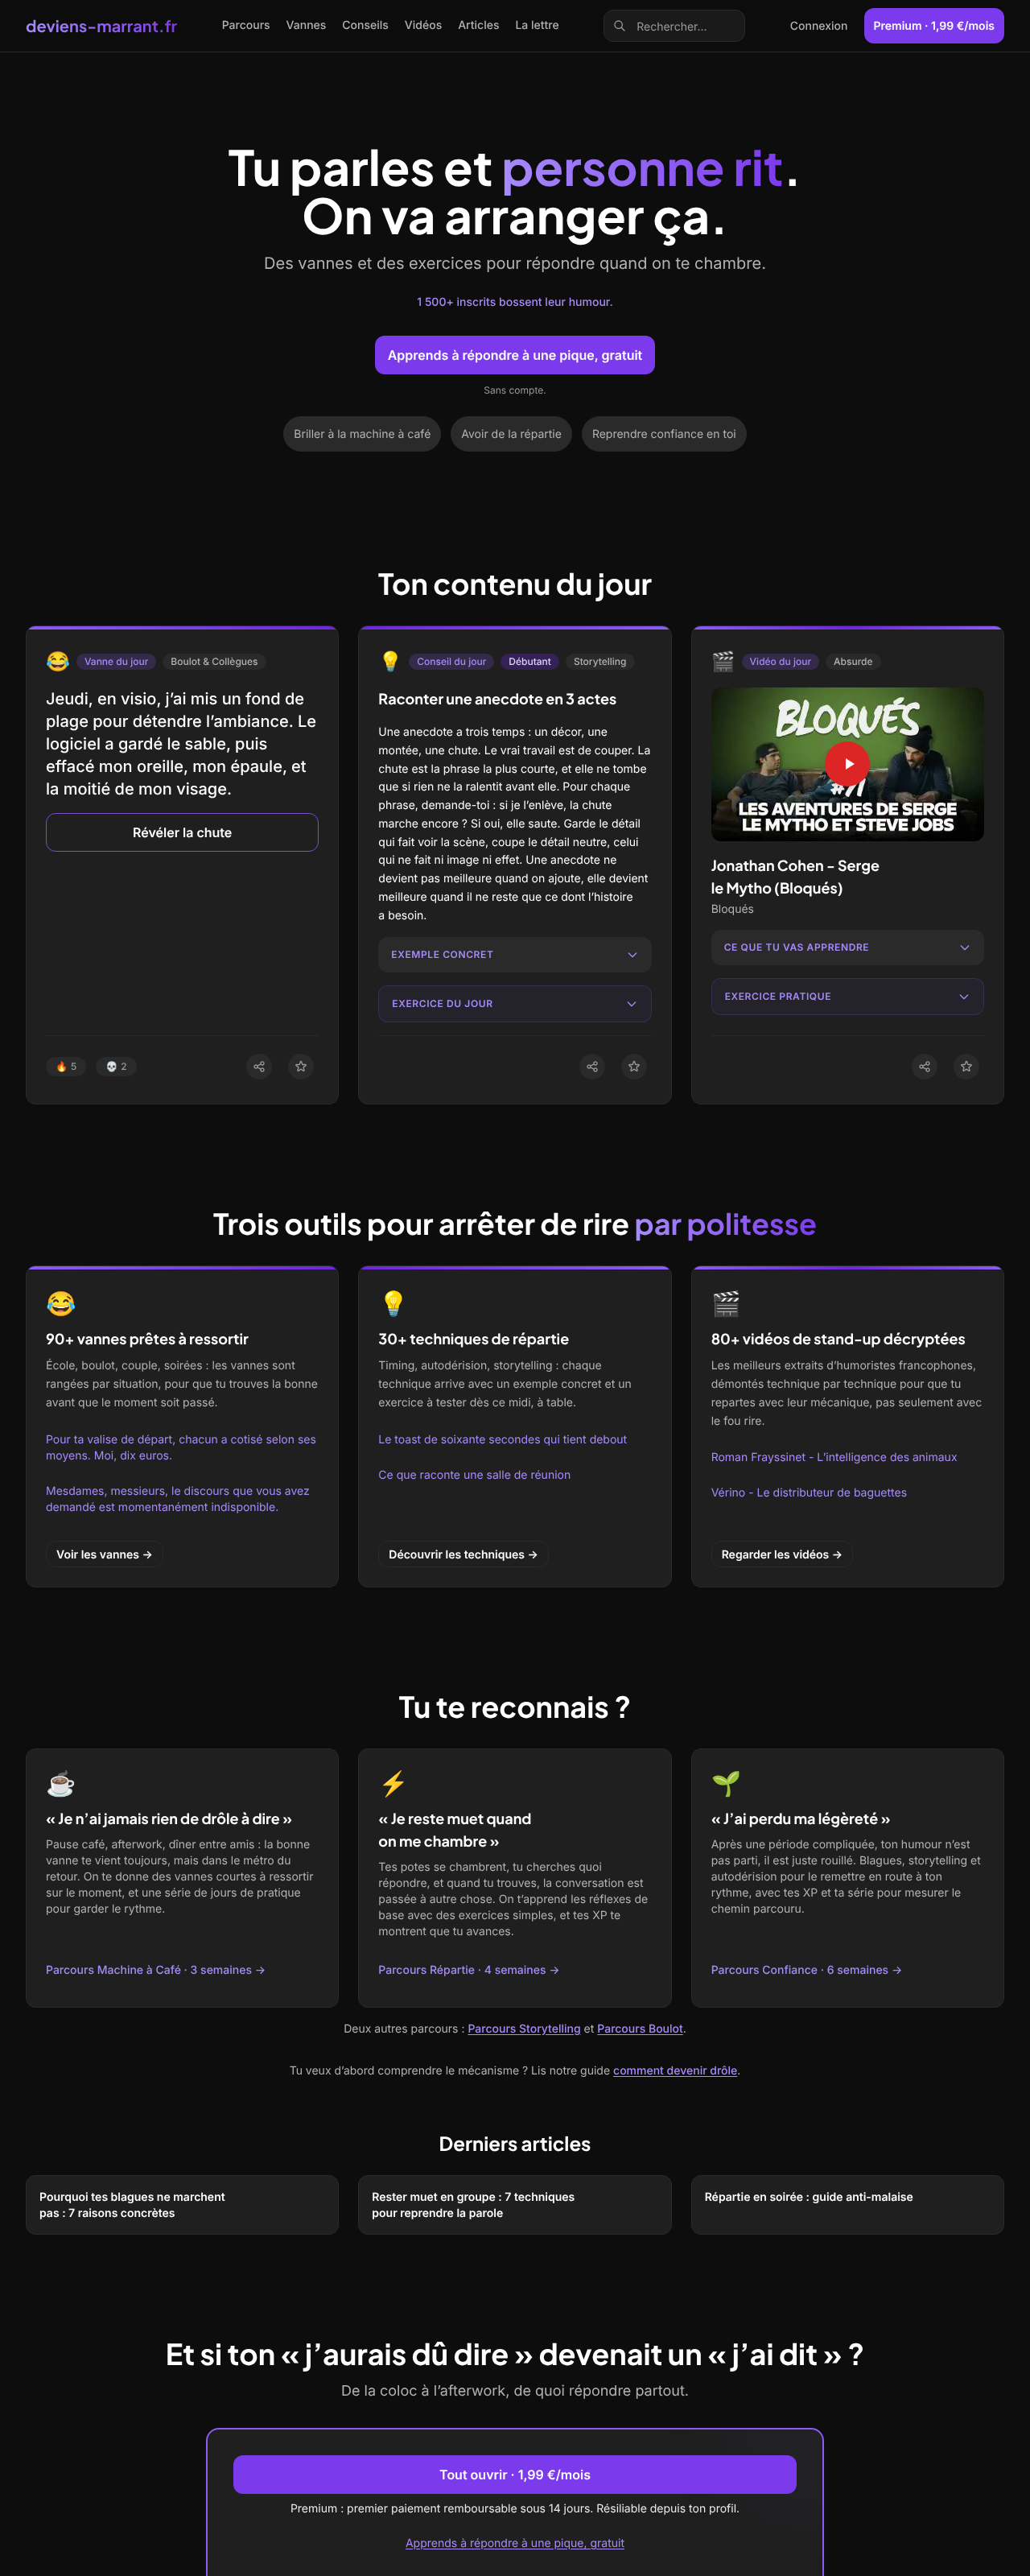 deviens-marrant.fr
Parcours
Vannes
Conseils
Vidéos
Articles
La lettre
Rechercher...
Connexion
Premium · 1,99 €/mois
Tu parles et personne rit.
On va arranger ça.
Des vannes et des exercices pour répondre quand on te chambre.
1 500+ inscrits bossent leur humour.
Apprends à répondre à une pique, gratuit
Sans compte.
Briller à la machine à café
Avoir de la répartie
Reprendre confiance en toi
Ton contenu du jour
Vanne du jour
Boulot & Collègues
Jeudi, en visio, j’ai mis un fond de
plage pour détendre l’ambiance. Le
logiciel a gardé le sable, puis
effacé mon oreille, mon épaule, et
la moitié de mon visage.
Révéler la chute
🔥 5
💀 2
Conseil du jour
Débutant
Storytelling
Raconter une anecdote en 3 actes
Une anecdote a trois temps : un décor, une
montée, une chute. Le vrai travail est de couper. La
chute est la phrase la plus courte, et elle ne tombe
que si rien ne la ralentit avant elle. Pour chaque
phrase, demande-toi : si je l’enlève, la chute
marche encore ? Si oui, elle saute. Garde le détail
qui fait voir la scène, coupe le détail neutre, celui
qui ne fait ni image ni effet. Une anecdote ne
devient pas meilleure quand on ajoute, elle devient
meilleure quand il ne reste que ce dont l’histoire
a besoin.
EXEMPLE CONCRET
EXERCICE DU JOUR
Vidéo du jour
Absurde
BLOQUÉS
#71
LES AVENTURES DE SERGE
LE MYTHO ET STEVE JOBS
Jonathan Cohen - Serge
le Mytho (Bloqués)
Bloqués
CE QUE TU VAS APPRENDRE
EXERCICE PRATIQUE
Trois outils pour arrêter de rire par politesse
90+ vannes prêtes à ressortir
École, boulot, couple, soirées : les vannes sont
rangées par situation, pour que tu trouves la bonne
avant que le moment soit passé.
Pour ta valise de départ, chacun a cotisé selon ses
moyens. Moi, dix euros.
Mesdames, messieurs, le discours que vous avez
demandé est momentanément indisponible.
Voir les vannes →
30+ techniques de répartie
Timing, autodérision, storytelling : chaque
technique arrive avec un exemple concret et un
exercice à tester dès ce midi, à table.
Le toast de soixante secondes qui tient debout
Ce que raconte une salle de réunion
Découvrir les techniques →
80+ vidéos de stand-up décryptées
Les meilleurs extraits d’humoristes francophones,
démontés technique par technique pour que tu
repartes avec leur mécanique, pas seulement avec
le fou rire.
Roman Frayssinet - L’intelligence des animaux
Vérino - Le distributeur de baguettes
Regarder les vidéos →
Tu te reconnais ?
« Je n’ai jamais rien de drôle à dire »
Pause café, afterwork, dîner entre amis : la bonne
vanne te vient toujours, mais dans le métro du
retour. On te donne des vannes courtes à ressortir
sur le moment, et une série de jours de pratique
pour garder le rythme.
Parcours Machine à Café · 3 semaines →
« Je reste muet quand
on me chambre »
Tes potes se chambrent, tu cherches quoi
répondre, et quand tu trouves, la conversation est
passée à autre chose. On t’apprend les réflexes de
base avec des exercices simples, et tes XP te
montrent que tu avances.
Parcours Répartie · 4 semaines →
« J’ai perdu ma légèreté »
Après une période compliquée, ton humour n’est
pas parti, il est juste rouillé. Blagues, storytelling et
autodérision pour le remettre en route à ton
rythme, avec tes XP et ta série pour mesurer le
chemin parcouru.
Parcours Confiance · 6 semaines →
Deux autres parcours : Parcours Storytelling et Parcours Boulot.
Tu veux d’abord comprendre le mécanisme ? Lis notre guide comment devenir drôle.
Derniers articles
Pourquoi tes blagues ne marchent
pas : 7 raisons concrètes
Rester muet en groupe : 7 techniques
pour reprendre la parole
Répartie en soirée : guide anti-malaise
Et si ton « j’aurais dû dire » devenait un « j’ai dit » ?
De la coloc à l’afterwork, de quoi répondre partout.
Tout ouvrir · 1,99 €/mois
Premium : premier paiement remboursable sous 14 jours. Résiliable depuis ton profil.
Apprends à répondre à une pique, gratuit